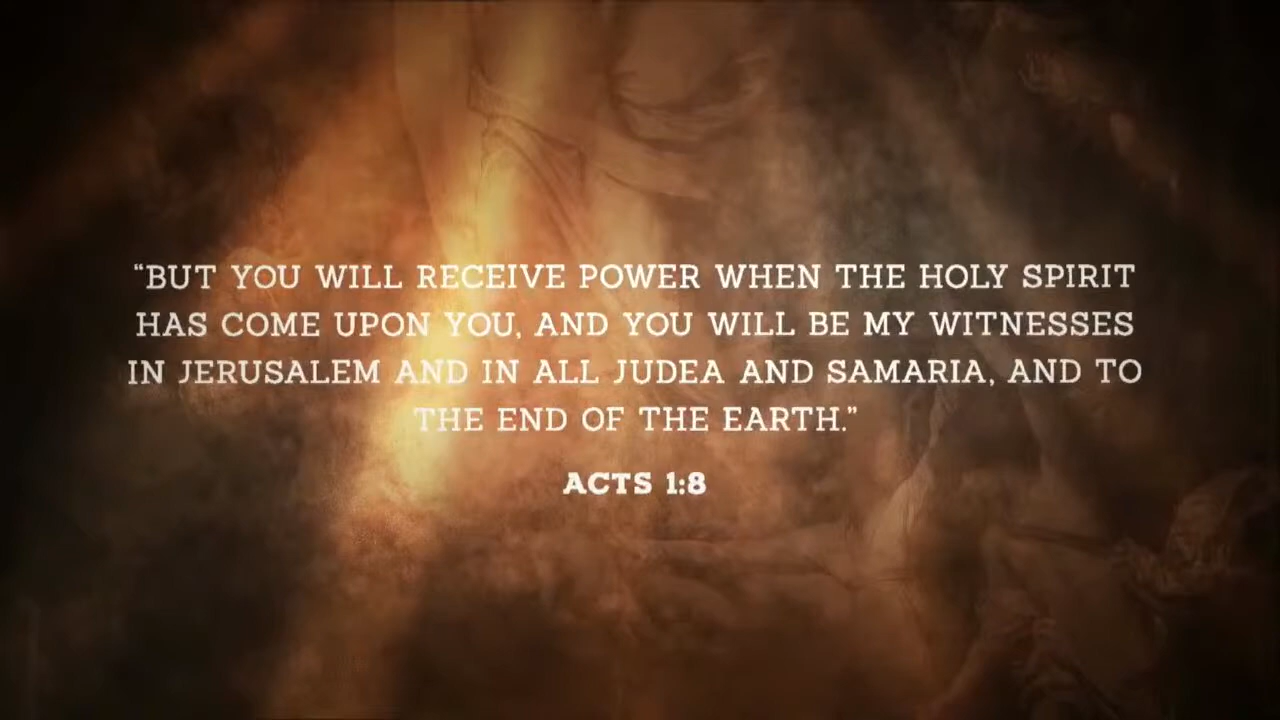 “BUT YOU WILL RECEIVE POWER WHEN THE HOLY SPIRIT
HAS COME UPON YOU, AND YOU WILL BE MY WITNESSES
IN JERUSALEM AND IN ALL JUDEA AND SAMARIA, AND TO
THE END OF THE EARTH.”
ACTS 1:8